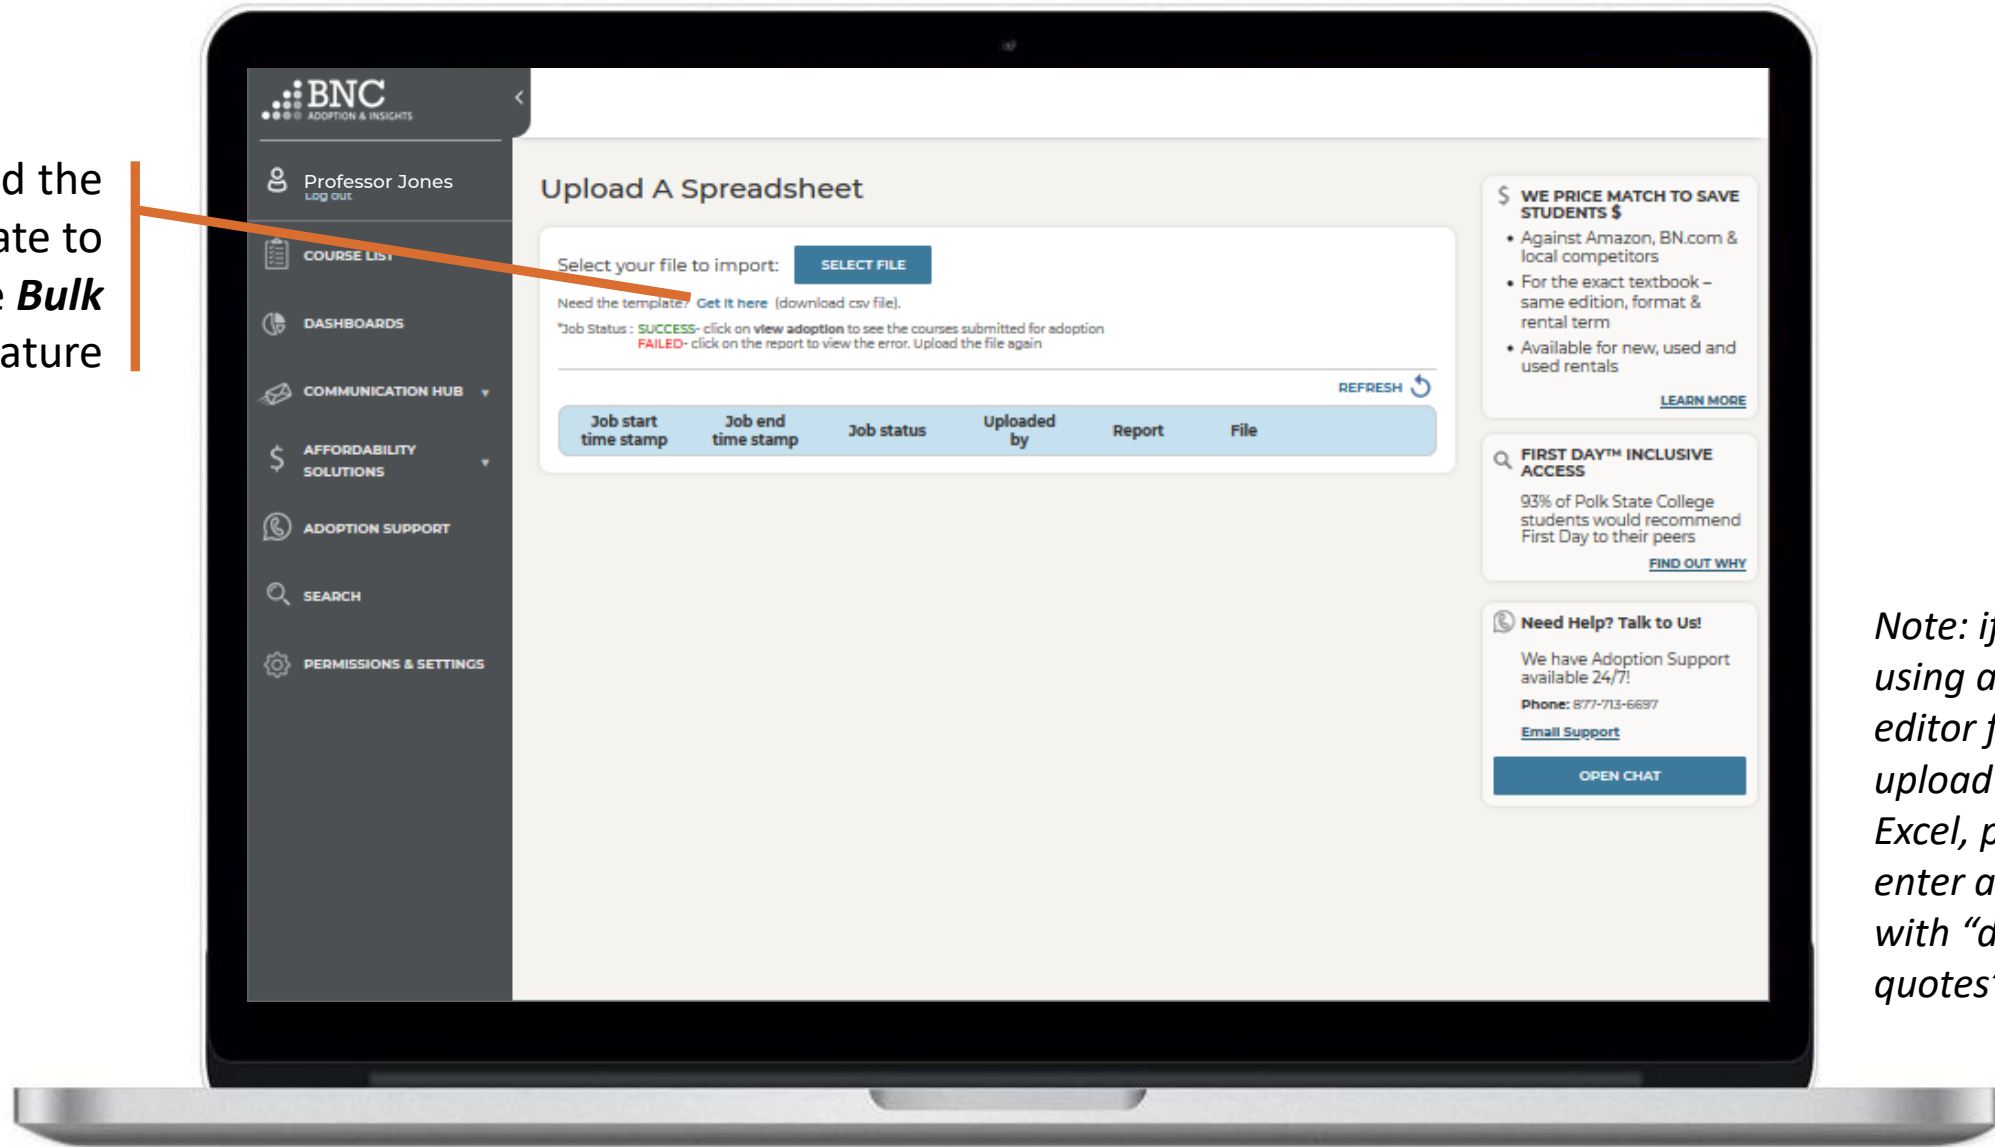 d the
ate to
e Bulk
ature
BNC
ADOPTION & INSIGHTS
<
Professor Jones
Log out
COURSE LIST
DASHBOARDS
COMMUNICATION HUB
AFFORDABILITY
SOLUTIONS
ADOPTION SUPPORT
SEARCH
PERMISSIONS & SETTINGS
Upload A Spreadsheet
Select your file to import: SELECT FILE
Need the template? Get It here (download csv file).
*Job Status : SUCCESS- click on view adoption to see the courses submitted for adoption
FAILED- click on the report to view the error. Upload the file again
REFRESH
Job start
time stamp
Job end
time stamp
Job status
Uploaded
by
Report
File
$ WE PRICE MATCH TO SAVE
STUDENTS $
• Against Amazon, BN.com &
local competitors
• For the exact textbook –
same edition, format &
rental term
• Available for new, used and
used rentals
LEARN MORE
FIRST DAY™ INCLUSIVE
ACCESS
93% of Polk State College
students would recommend
First Day to their peers
FIND OUT WHY
Need Help? Talk to Us!
We have Adoption Support
available 24/7!
Phone: 877-713-6697
Email Support
OPEN CHAT
Note: if
using a
editor f
upload
Excel, p
enter a
with “d
quotes”